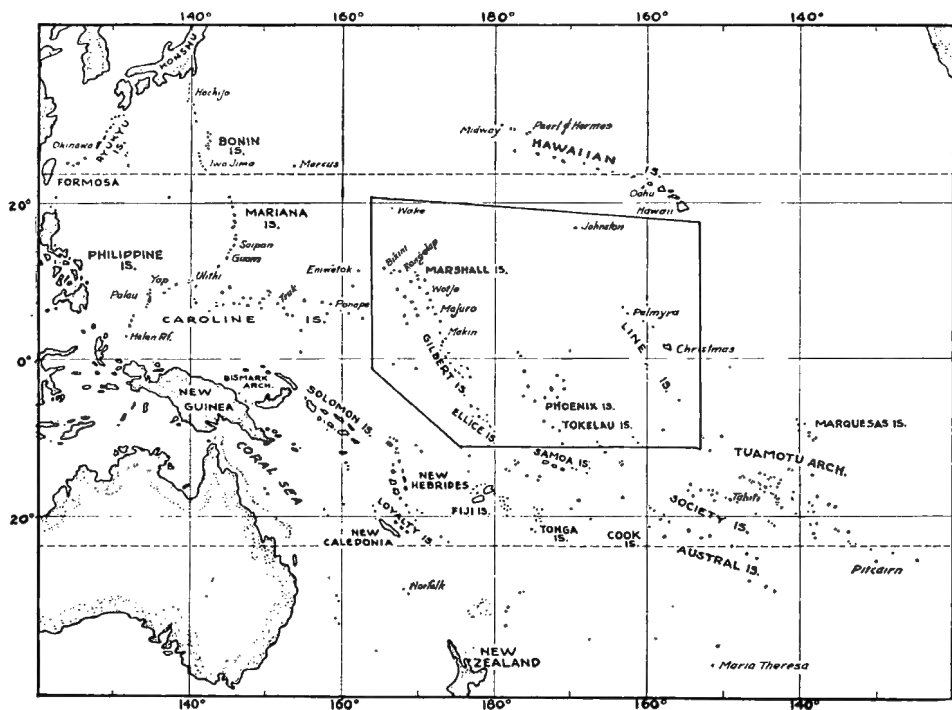 140° 160° 180° 160° 140°
HONSHU
Hachijo
Okinawa
RYUKYU IS.
BONIN IS.
Iwo Jima
Marcus
FORMOSA
Midway
Pearl & Hermes
HAWAIIAN IS.
Oahu
Hawaii
20°
MARIANA IS.
Saipan
Guam
Wake
Johnston
PHILIPPINE IS.
Yap
Ulithi
Palau
Eniwetok
Truk
Ponape
CAROLINE IS.
Helen Rf.
Bikini
Rongelap
MARSHALL IS.
Wotje
Majuro
Makin
GILBERT IS.
Palmyra
LINE IS.
Christmas
0°
BISMARK ARCH.
NEW GUINEA
SOLOMON IS.
ELLICE IS.
PHOENIX IS.
TOKELAU IS.
MARQUESAS IS.
CORAL SEA
SAMOA IS.
TUAMOTU ARCH.
NEW HEBRIDES
FIJI IS.
Tahiti
SOCIETY IS.
20°
LOYALTY IS.
NEW CALEDONIA
TONGA IS.
COOK IS.
AUSTRAL IS.
Pitcairn
Norfolk
NEW ZEALAND
Maria Theresa
140° 160° 180° 160° 140°